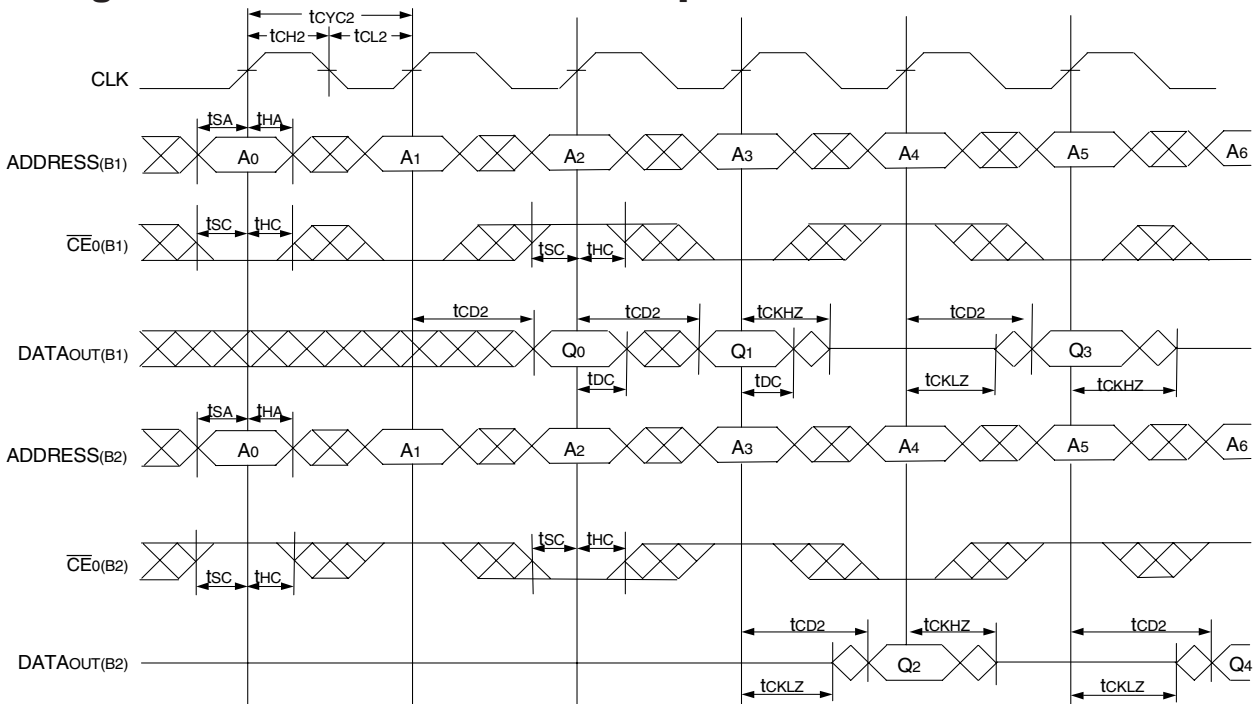 tCYC2
tCH2 tCL2
CLK
tSA tHA
ADDRESS(B1) A0 A1 A2 A3 A4 A5 A6
tSC tHC
CE0(B1) tSC tHC
tCD2 tCD2 tCKHZ tCD2
DATAOUT(B1) Q0 Q1 Q3
tDC tDC tCKLZ tCKHZ
tSA tHA
ADDRESS(B2) A0 A1 A2 A3 A4 A5 A6
tSC tHC
CE0(B2)
tSC tHC
tCD2 tCKHZ tCD2
DATAOUT(B2) Q2 Q4
tCKLZ tCKLZ